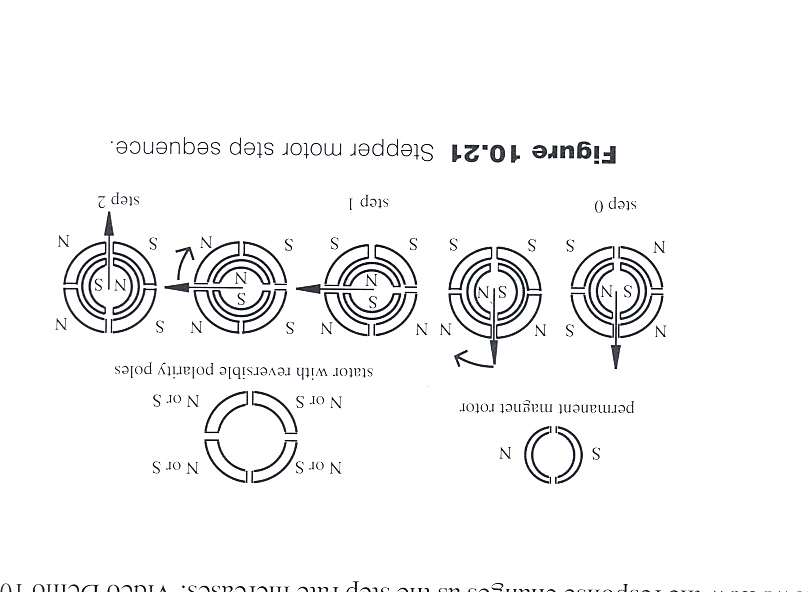 how the response changes as the step rate increases. Video Demo 10
S N
permanent magnet rotor
N or S N or S
N or S N or S
stator with reversible polarity poles
N S N N N N S N S N
S N S N S S N S
N N
N S S S S S S N S N
step 0 step 1 step 2
Figure 10.21 Stepper motor step sequence.